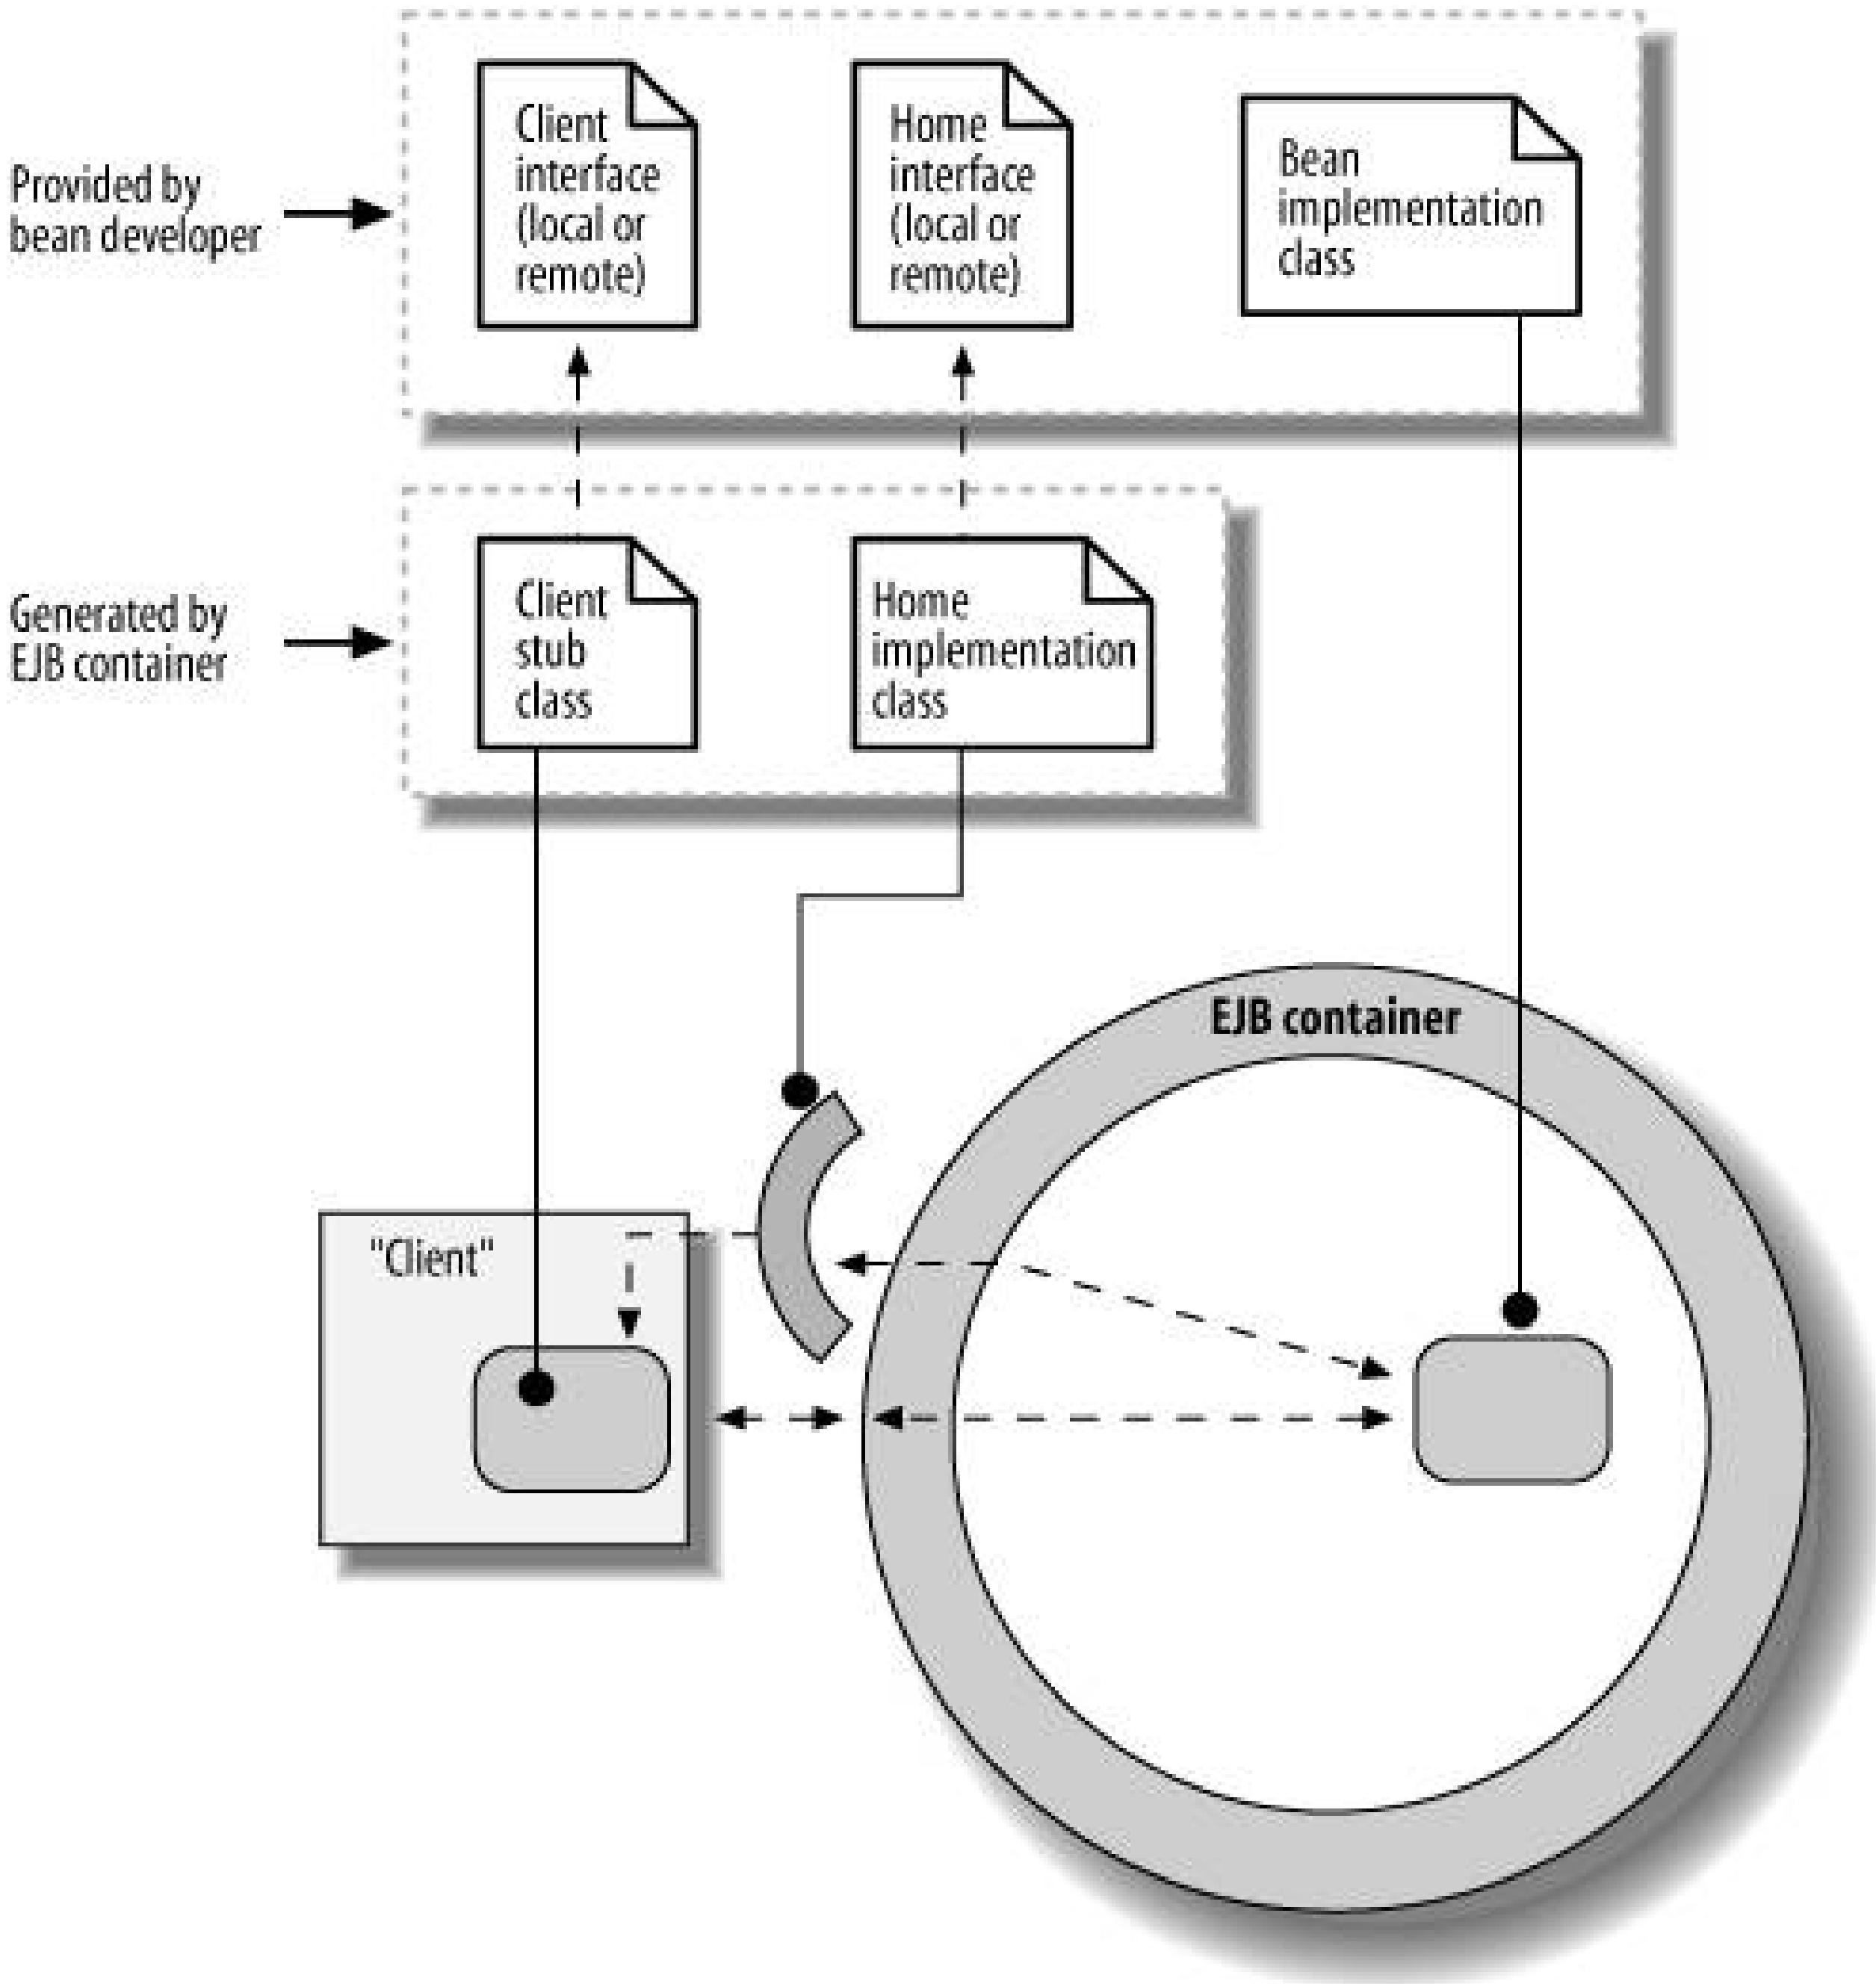 Provided by
bean developer
Client
interface
(local or
remote)
Home
interface
(local or
remote)
Bean
implementation
class
Generated by
EJB container
Client
stub
class
Home
implementation
class
EJB container
"Client"